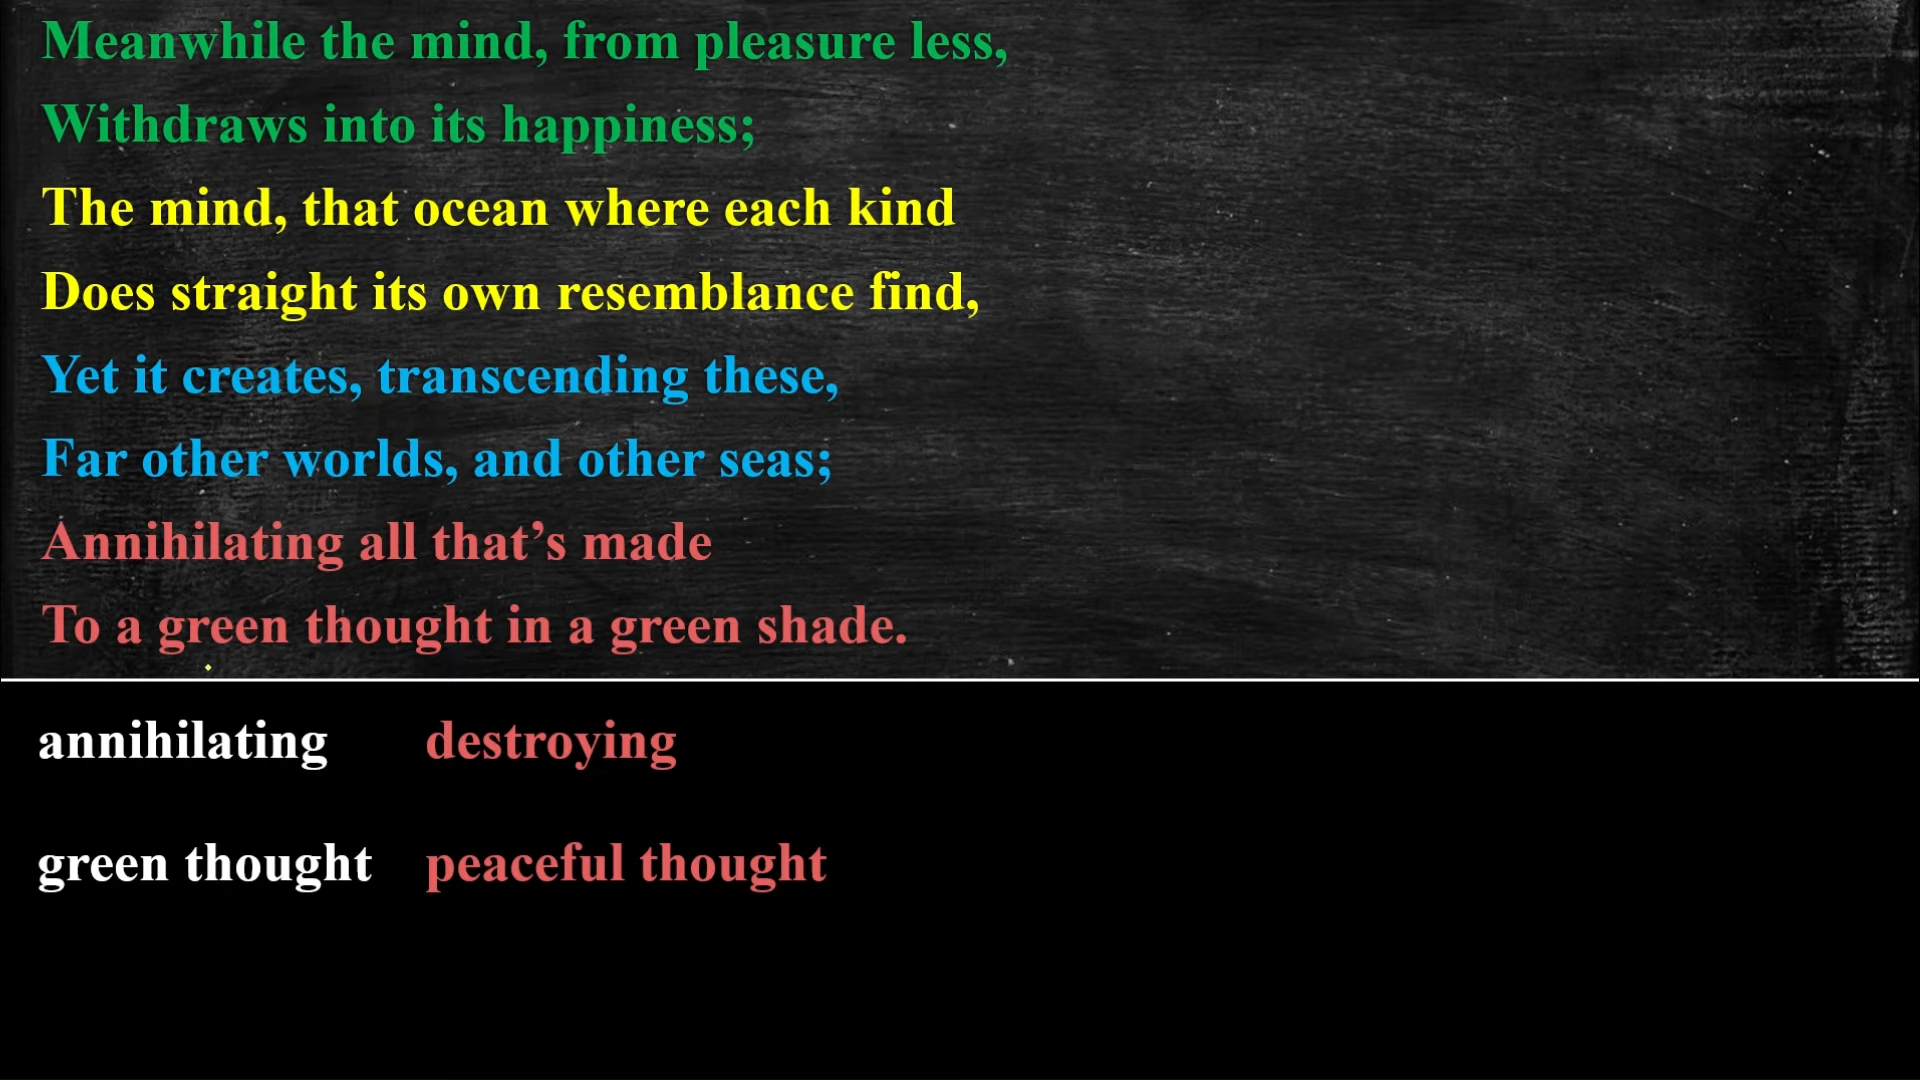 Meanwhile the mind, from pleasure less,
Withdraws into its happiness;
The mind, that ocean where each kind
Does straight its own resemblance find,
Yet it creates, transcending these,
Far other worlds, and other seas;
Annihilating all that’s made
To a green thought in a green shade.
annihilating destroying
green thought peaceful thought